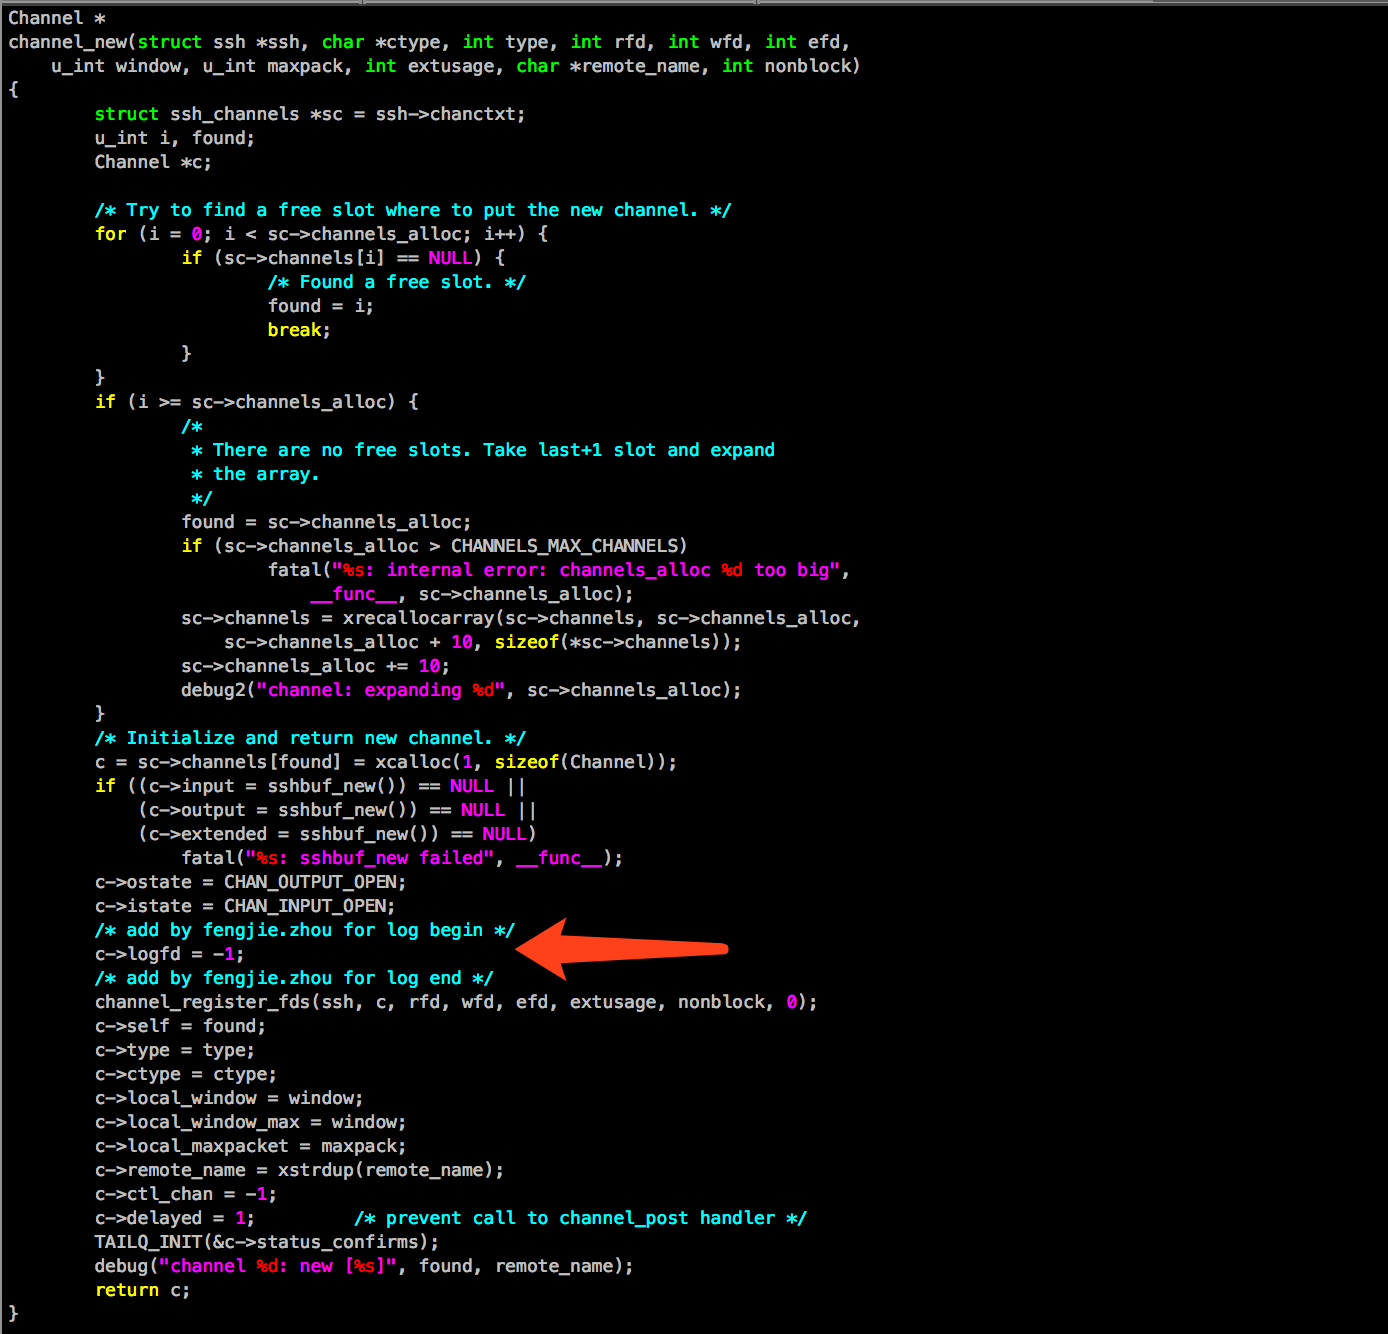 Channel *
channel_new(struct ssh *ssh, char *ctype, int type, int rfd, int wfd, int efd,
    u_int window, u_int maxpack, int extusage, char *remote_name, int nonblock)
{
        struct ssh_channels *sc = ssh->chanctxt;
        u_int i, found;
        Channel *c;

        /* Try to find a free slot where to put the new channel. */
        for (i = 0; i < sc->channels_alloc; i++) {
                if (sc->channels[i] == NULL) {
                        /* Found a free slot. */
                        found = i;
                        break;
                }
        }
        if (i >= sc->channels_alloc) {
                /*
                 * There are no free slots. Take last+1 slot and expand
                 * the array.
                 */
                found = sc->channels_alloc;
                if (sc->channels_alloc > CHANNELS_MAX_CHANNELS)
                        fatal("%s: internal error: channels_alloc %d too big",
                            __func__, sc->channels_alloc);
                sc->channels = xrecallocarray(sc->channels, sc->channels_alloc,
                    sc->channels_alloc + 10, sizeof(*sc->channels));
                sc->channels_alloc += 10;
                debug2("channel: expanding %d", sc->channels_alloc);
        }
        /* Initialize and return new channel. */
        c = sc->channels[found] = xcalloc(1, sizeof(Channel));
        if ((c->input = sshbuf_new()) == NULL ||
            (c->output = sshbuf_new()) == NULL ||
            (c->extended = sshbuf_new()) == NULL)
                fatal("%s: sshbuf_new failed", __func__);
        c->ostate = CHAN_OUTPUT_OPEN;
        c->istate = CHAN_INPUT_OPEN;
        /* add by fengjie.zhou for log begin */
        c->logfd = -1;
        /* add by fengjie.zhou for log end */
        channel_register_fds(ssh, c, rfd, wfd, efd, extusage, nonblock, 0);
        c->self = found;
        c->type = type;
        c->ctype = ctype;
        c->local_window = window;
        c->local_window_max = window;
        c->local_maxpacket = maxpack;
        c->remote_name = xstrdup(remote_name);
        c->ctl_chan = -1;
        c->delayed = 1;         /* prevent call to channel_post handler */
        TAILQ_INIT(&c->status_confirms);
        debug("channel %d: new [%s]", found, remote_name);
        return c;
}